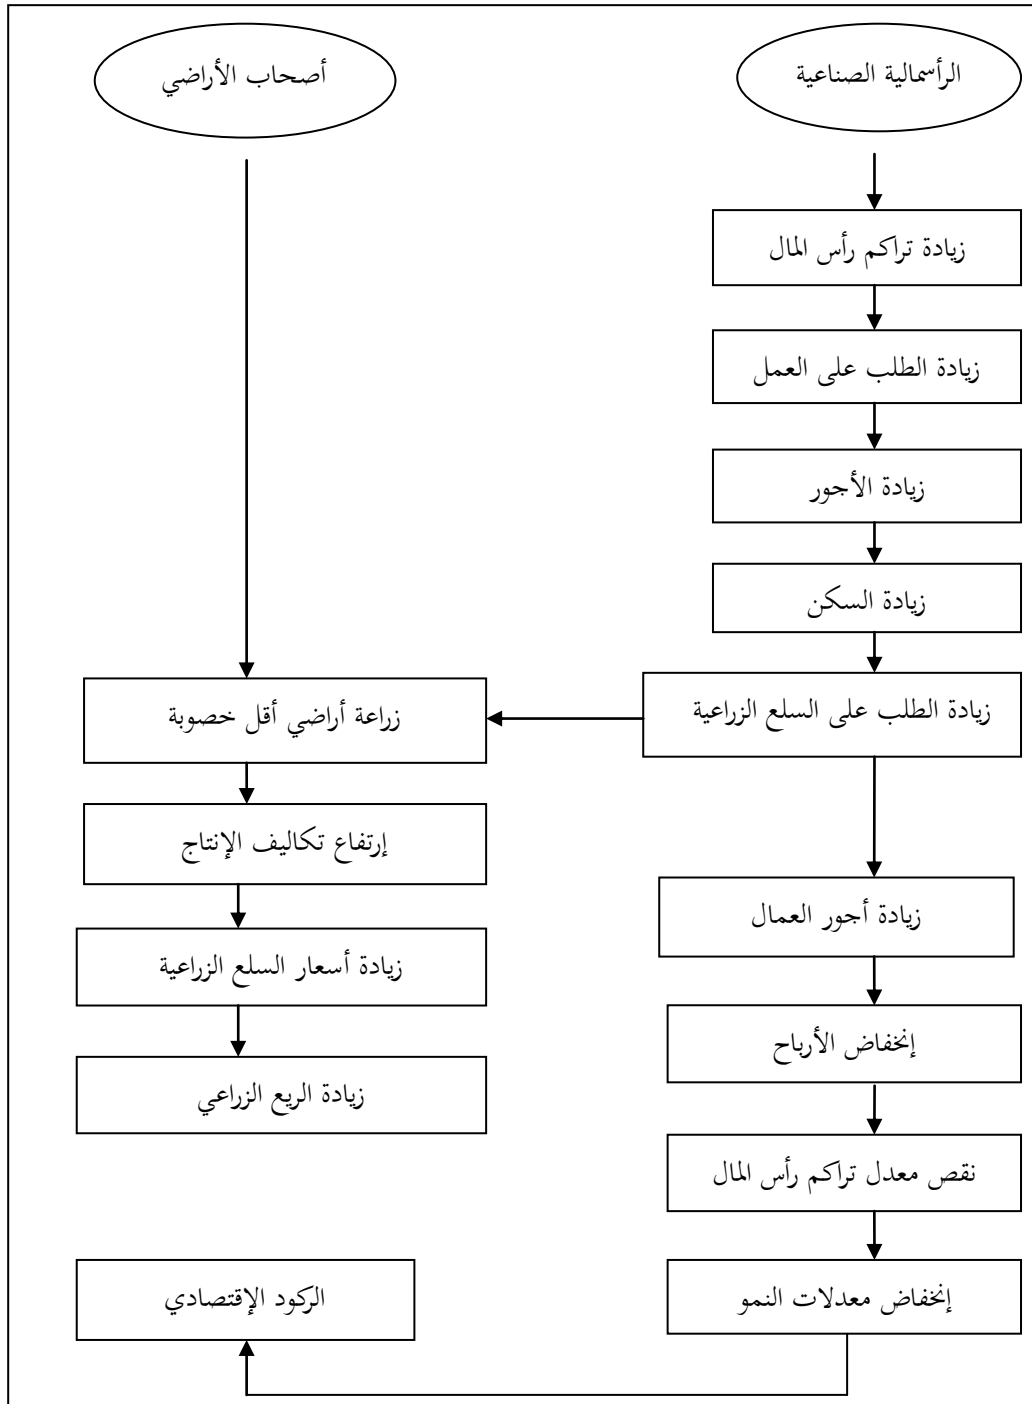 الرأسمالية الصناعية
أصحاب الأراضي
زيادة تراكم رأس المال
زيادة الطلب على العمل
زيادة الأجور
زيادة السكن
زيادة الطلب على السلع الزراعية
زراعة أراضي أقل خصوبة
إرتفاع تكاليف الإنتاج
زيادة أجور العمال
زيادة أسعار السلع الزراعية
إنخفاض الأرباح
زيادة الريع الزراعي
نقص معدل تراكم رأس المال
إنخفاض معدلات النمو
الركود الإقتصادي